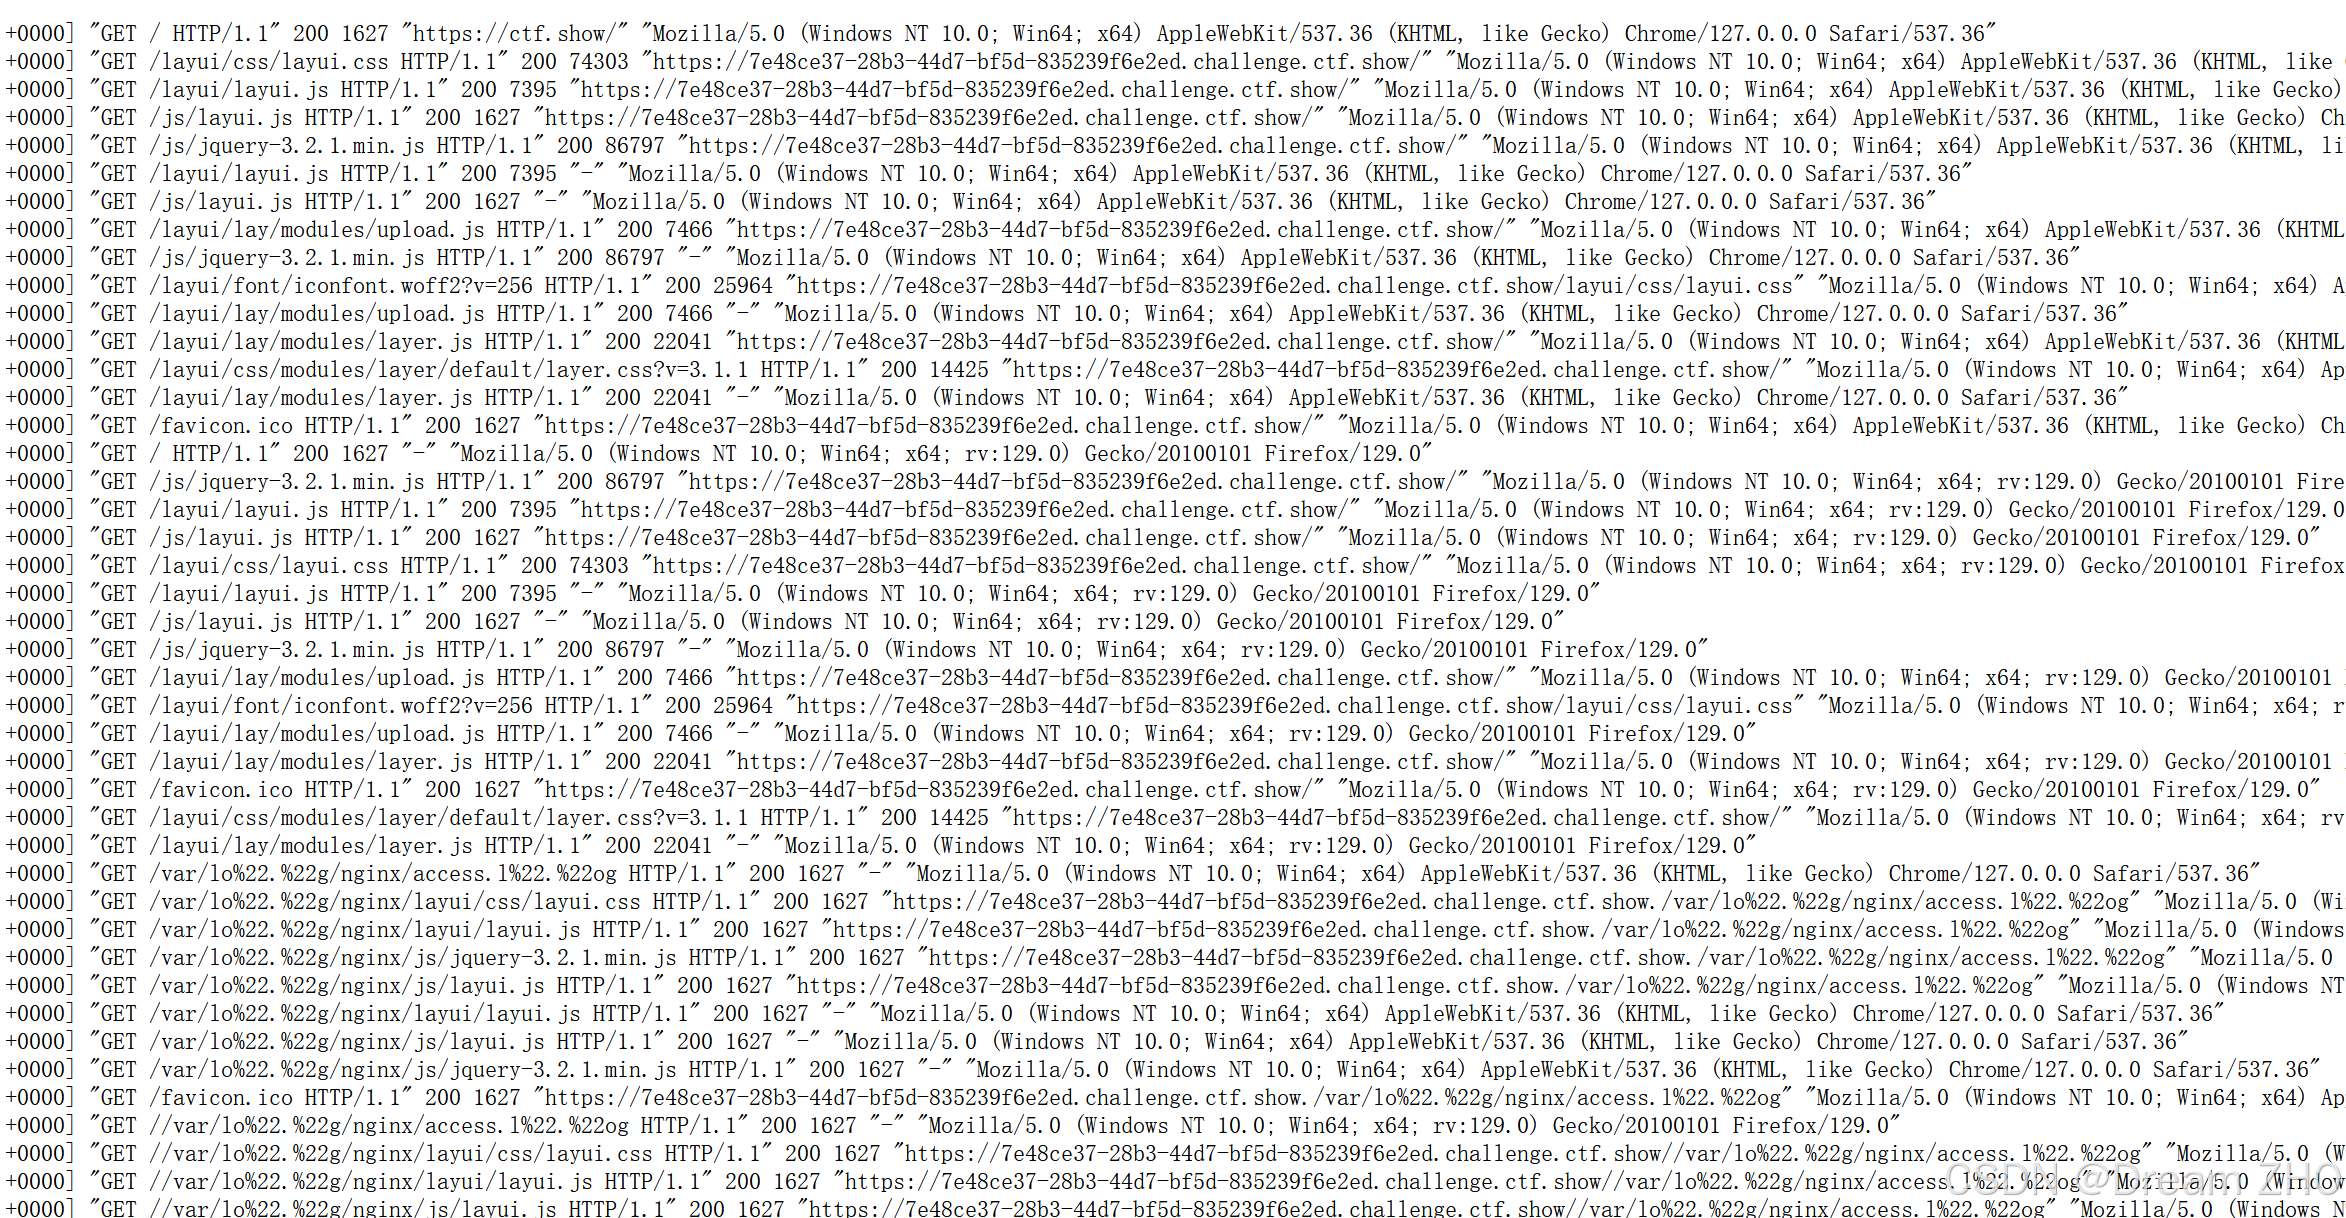 +0000] "GET / HTTP/1.1" 200 1627 "https://ctf.show/" "Mozilla/5.0 (Windows NT 10.0; Win64; x64) AppleWebKit/537.36 (KHTML, like Gecko) Chrome/127.0.0.0 Safari/537.36"
+0000] "GET /layui/css/layui.css HTTP/1.1" 200 74303 "https://7e48ce37-28b3-44d7-bf5d-835239f6e2ed.challenge.ctf.show/" "Mozilla/5.0 (Windows NT 10.0; Win64; x64) AppleWebKit/537.36 (KHTML, like
+0000] "GET /layui/layui.js HTTP/1.1" 200 7395 "https://7e48ce37-28b3-44d7-bf5d-835239f6e2ed.challenge.ctf.show/" "Mozilla/5.0 (Windows NT 10.0; Win64; x64) AppleWebKit/537.36 (KHTML, like Gecko)
+0000] "GET /js/layui.js HTTP/1.1" 200 1627 "https://7e48ce37-28b3-44d7-bf5d-835239f6e2ed.challenge.ctf.show/" "Mozilla/5.0 (Windows NT 10.0; Win64; x64) AppleWebKit/537.36 (KHTML, like Gecko) Ch
+0000] "GET /js/jquery-3.2.1.min.js HTTP/1.1" 200 86797 "https://7e48ce37-28b3-44d7-bf5d-835239f6e2ed.challenge.ctf.show/" "Mozilla/5.0 (Windows NT 10.0; Win64; x64) AppleWebKit/537.36 (KHTML, li
+0000] "GET /layui/layui.js HTTP/1.1" 200 7395 "-" "Mozilla/5.0 (Windows NT 10.0; Win64; x64) AppleWebKit/537.36 (KHTML, like Gecko) Chrome/127.0.0.0 Safari/537.36"
+0000] "GET /js/layui.js HTTP/1.1" 200 1627 "-" "Mozilla/5.0 (Windows NT 10.0; Win64; x64) AppleWebKit/537.36 (KHTML, like Gecko) Chrome/127.0.0.0 Safari/537.36"
+0000] "GET /layui/lay/modules/upload.js HTTP/1.1" 200 7466 "https://7e48ce37-28b3-44d7-bf5d-835239f6e2ed.challenge.ctf.show/" "Mozilla/5.0 (Windows NT 10.0; Win64; x64) AppleWebKit/537.36 (KHTML
+0000] "GET /js/jquery-3.2.1.min.js HTTP/1.1" 200 86797 "-" "Mozilla/5.0 (Windows NT 10.0; Win64; x64) AppleWebKit/537.36 (KHTML, like Gecko) Chrome/127.0.0.0 Safari/537.36"
+0000] "GET /layui/font/iconfont.woff2?v=256 HTTP/1.1" 200 25964 "https://7e48ce37-28b3-44d7-bf5d-835239f6e2ed.challenge.ctf.show/layui/css/layui.css" "Mozilla/5.0 (Windows NT 10.0; Win64; x64) A
+0000] "GET /layui/lay/modules/upload.js HTTP/1.1" 200 7466 "-" "Mozilla/5.0 (Windows NT 10.0; Win64; x64) AppleWebKit/537.36 (KHTML, like Gecko) Chrome/127.0.0.0 Safari/537.36"
+0000] "GET /layui/lay/modules/layer.js HTTP/1.1" 200 22041 "https://7e48ce37-28b3-44d7-bf5d-835239f6e2ed.challenge.ctf.show/" "Mozilla/5.0 (Windows NT 10.0; Win64; x64) AppleWebKit/537.36 (KHTML
+0000] "GET /layui/css/modules/layer/default/layer.css?v=3.1.1 HTTP/1.1" 200 14425 "https://7e48ce37-28b3-44d7-bf5d-835239f6e2ed.challenge.ctf.show/" "Mozilla/5.0 (Windows NT 10.0; Win64; x64) Ap
+0000] "GET /layui/lay/modules/layer.js HTTP/1.1" 200 22041 "-" "Mozilla/5.0 (Windows NT 10.0; Win64; x64) AppleWebKit/537.36 (KHTML, like Gecko) Chrome/127.0.0.0 Safari/537.36"
+0000] "GET /favicon.ico HTTP/1.1" 200 1627 "https://7e48ce37-28b3-44d7-bf5d-835239f6e2ed.challenge.ctf.show/" "Mozilla/5.0 (Windows NT 10.0; Win64; x64) AppleWebKit/537.36 (KHTML, like Gecko) Ch
+0000] "GET / HTTP/1.1" 200 1627 "-" "Mozilla/5.0 (Windows NT 10.0; Win64; x64; rv:129.0) Gecko/20100101 Firefox/129.0"
+0000] "GET /js/jquery-3.2.1.min.js HTTP/1.1" 200 86797 "https://7e48ce37-28b3-44d7-bf5d-835239f6e2ed.challenge.ctf.show/" "Mozilla/5.0 (Windows NT 10.0; Win64; x64; rv:129.0) Gecko/20100101 Fire
+0000] "GET /layui/layui.js HTTP/1.1" 200 7395 "https://7e48ce37-28b3-44d7-bf5d-835239f6e2ed.challenge.ctf.show/" "Mozilla/5.0 (Windows NT 10.0; Win64; x64; rv:129.0) Gecko/20100101 Firefox/129.0
+0000] "GET /js/layui.js HTTP/1.1" 200 1627 "https://7e48ce37-28b3-44d7-bf5d-835239f6e2ed.challenge.ctf.show/" "Mozilla/5.0 (Windows NT 10.0; Win64; x64; rv:129.0) Gecko/20100101 Firefox/129.0"
+0000] "GET /layui/css/layui.css HTTP/1.1" 200 74303 "https://7e48ce37-28b3-44d7-bf5d-835239f6e2ed.challenge.ctf.show/" "Mozilla/5.0 (Windows NT 10.0; Win64; x64; rv:129.0) Gecko/20100101 Firefox
+0000] "GET /layui/layui.js HTTP/1.1" 200 7395 "-" "Mozilla/5.0 (Windows NT 10.0; Win64; x64; rv:129.0) Gecko/20100101 Firefox/129.0"
+0000] "GET /js/layui.js HTTP/1.1" 200 1627 "-" "Mozilla/5.0 (Windows NT 10.0; Win64; x64; rv:129.0) Gecko/20100101 Firefox/129.0"
+0000] "GET /js/jquery-3.2.1.min.js HTTP/1.1" 200 86797 "-" "Mozilla/5.0 (Windows NT 10.0; Win64; x64; rv:129.0) Gecko/20100101 Firefox/129.0"
+0000] "GET /layui/lay/modules/upload.js HTTP/1.1" 200 7466 "https://7e48ce37-28b3-44d7-bf5d-835239f6e2ed.challenge.ctf.show/" "Mozilla/5.0 (Windows NT 10.0; Win64; x64; rv:129.0) Gecko/20100101
+0000] "GET /layui/font/iconfont.woff2?v=256 HTTP/1.1" 200 25964 "https://7e48ce37-28b3-44d7-bf5d-835239f6e2ed.challenge.ctf.show/layui/css/layui.css" "Mozilla/5.0 (Windows NT 10.0; Win64; x64; r
+0000] "GET /layui/lay/modules/upload.js HTTP/1.1" 200 7466 "-" "Mozilla/5.0 (Windows NT 10.0; Win64; x64; rv:129.0) Gecko/20100101 Firefox/129.0"
+0000] "GET /layui/lay/modules/layer.js HTTP/1.1" 200 22041 "https://7e48ce37-28b3-44d7-bf5d-835239f6e2ed.challenge.ctf.show/" "Mozilla/5.0 (Windows NT 10.0; Win64; x64; rv:129.0) Gecko/20100101
+0000] "GET /favicon.ico HTTP/1.1" 200 1627 "https://7e48ce37-28b3-44d7-bf5d-835239f6e2ed.challenge.ctf.show/" "Mozilla/5.0 (Windows NT 10.0; Win64; x64; rv:129.0) Gecko/20100101 Firefox/129.0"
+0000] "GET /layui/css/modules/layer/default/layer.css?v=3.1.1 HTTP/1.1" 200 14425 "https://7e48ce37-28b3-44d7-bf5d-835239f6e2ed.challenge.ctf.show/" "Mozilla/5.0 (Windows NT 10.0; Win64; x64; rv
+0000] "GET /layui/lay/modules/layer.js HTTP/1.1" 200 22041 "-" "Mozilla/5.0 (Windows NT 10.0; Win64; x64; rv:129.0) Gecko/20100101 Firefox/129.0"
+0000] "GET /var/lo%22.%22g/nginx/access.l%22.%22og HTTP/1.1" 200 1627 "-" "Mozilla/5.0 (Windows NT 10.0; Win64; x64) AppleWebKit/537.36 (KHTML, like Gecko) Chrome/127.0.0.0 Safari/537.36"
+0000] "GET /var/lo%22.%22g/nginx/layui/css/layui.css HTTP/1.1" 200 1627 "https://7e48ce37-28b3-44d7-bf5d-835239f6e2ed.challenge.ctf.show./var/lo%22.%22g/nginx/access.l%22.%22og" "Mozilla/5.0 (Wi
+0000] "GET /var/lo%22.%22g/nginx/layui/layui.js HTTP/1.1" 200 1627 "https://7e48ce37-28b3-44d7-bf5d-835239f6e2ed.challenge.ctf.show./var/lo%22.%22g/nginx/access.l%22.%22og" "Mozilla/5.0 (Windows
+0000] "GET /var/lo%22.%22g/nginx/js/jquery-3.2.1.min.js HTTP/1.1" 200 1627 "https://7e48ce37-28b3-44d7-bf5d-835239f6e2ed.challenge.ctf.show./var/lo%22.%22g/nginx/access.l%22.%22og" "Mozilla/5.0
+0000] "GET /var/lo%22.%22g/nginx/js/layui.js HTTP/1.1" 200 1627 "https://7e48ce37-28b3-44d7-bf5d-835239f6e2ed.challenge.ctf.show./var/lo%22.%22g/nginx/access.l%22.%22og" "Mozilla/5.0 (Windows NT
+0000] "GET /var/lo%22.%22g/nginx/layui/layui.js HTTP/1.1" 200 1627 "-" "Mozilla/5.0 (Windows NT 10.0; Win64; x64) AppleWebKit/537.36 (KHTML, like Gecko) Chrome/127.0.0.0 Safari/537.36"
+0000] "GET /var/lo%22.%22g/nginx/js/layui.js HTTP/1.1" 200 1627 "-" "Mozilla/5.0 (Windows NT 10.0; Win64; x64) AppleWebKit/537.36 (KHTML, like Gecko) Chrome/127.0.0.0 Safari/537.36"
+0000] "GET /var/lo%22.%22g/nginx/js/jquery-3.2.1.min.js HTTP/1.1" 200 1627 "-" "Mozilla/5.0 (Windows NT 10.0; Win64; x64) AppleWebKit/537.36 (KHTML, like Gecko) Chrome/127.0.0.0 Safari/537.36"
+0000] "GET /favicon.ico HTTP/1.1" 200 1627 "https://7e48ce37-28b3-44d7-bf5d-835239f6e2ed.challenge.ctf.show./var/lo%22.%22g/nginx/access.l%22.%22og" "Mozilla/5.0 (Windows NT 10.0; Win64; x64) Ap
+0000] "GET //var/lo%22.%22g/nginx/access.l%22.%22og HTTP/1.1" 200 1627 "-" "Mozilla/5.0 (Windows NT 10.0; Win64; x64; rv:129.0) Gecko/20100101 Firefox/129.0"
+0000] "GET //var/lo%22.%22g/nginx/layui/css/layui.css HTTP/1.1" 200 1627 "https://7e48ce37-28b3-44d7-bf5d-835239f6e2ed.challenge.ctf.show//var/lo%22.%22g/nginx/access.l%22.%22og" "Mozilla/5.0 (W
+0000] "GET //var/lo%22.%22g/nginx/layui/layui.js HTTP/1.1" 200 1627 "https://7e48ce37-28b3-44d7-bf5d-835239f6e2ed.challenge.ctf.show//var/lo%22.%22g/nginx/access.l%22.%22og" "Mozilla/5.0 (Window
+0000] "GET //var/lo%22.%22g/nginx/js/layui.js HTTP/1.1" 200 1627 "https://7e48ce37-28b3-44d7-bf5d-835239f6e2ed.challenge.ctf.show//var/lo%22.%22g/nginx/access.l%22.%22og" "Mozilla/5.0 (Windows N
CSDN @Dream ZHO